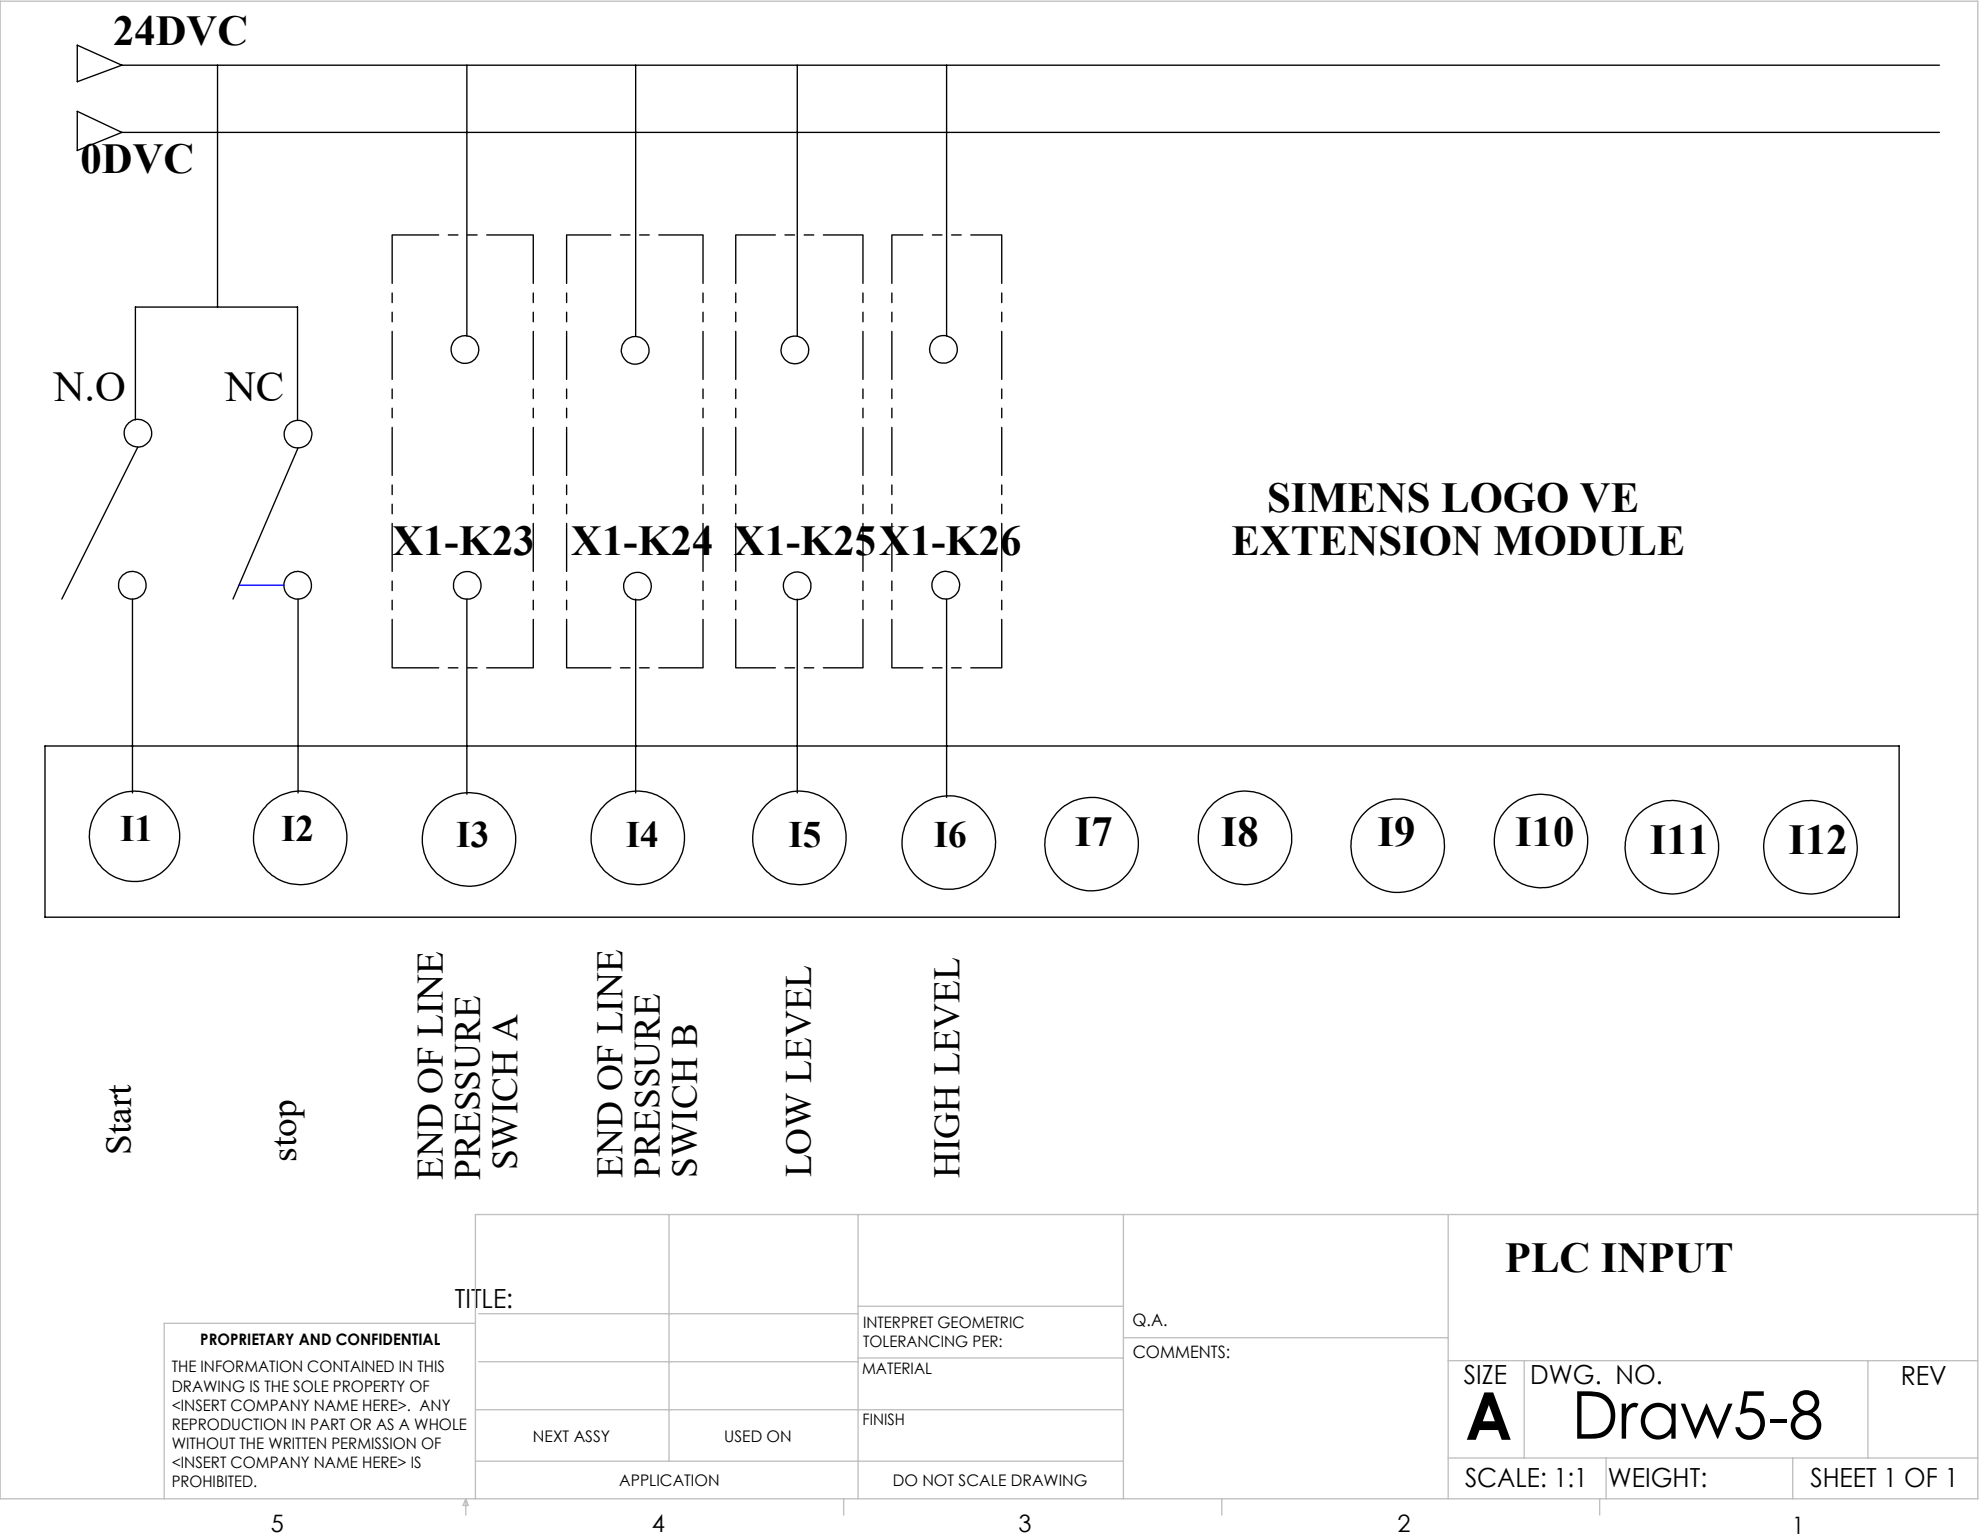 24DVC
0DVC
N.O
NC
X1-K23
X1-K24
X1-K25
X1-K26
SIMENS LOGO VE
EXTENSION MODULE
I1
I2
I3
I4
I5
I6
I7
I8
I9
I10
I11
I12
Start
stop
END OF LINE
PRESSURE
SWICH A
END OF LINE
PRESSURE
SWICH B
LOW LEVEL
HIGH LEVEL
TITLE:
PROPRIETARY AND CONFIDENTIAL
THE INFORMATION CONTAINED IN THIS
DRAWING IS THE SOLE PROPERTY OF
<INSERT COMPANY NAME HERE>. ANY
REPRODUCTION IN PART OR AS A WHOLE
WITHOUT THE WRITTEN PERMISSION OF
<INSERT COMPANY NAME HERE> IS
PROHIBITED.
NEXT ASSY
USED ON
APPLICATION
INTERPRET GEOMETRIC
TOLERANCING PER:
MATERIAL
FINISH
DO NOT SCALE DRAWING
Q.A.
COMMENTS:
PLC INPUT
SIZE
A
DWG. NO.
Draw5-8
REV
SCALE: 1:1
WEIGHT:
SHEET 1 OF 1
5
4
3
2
1